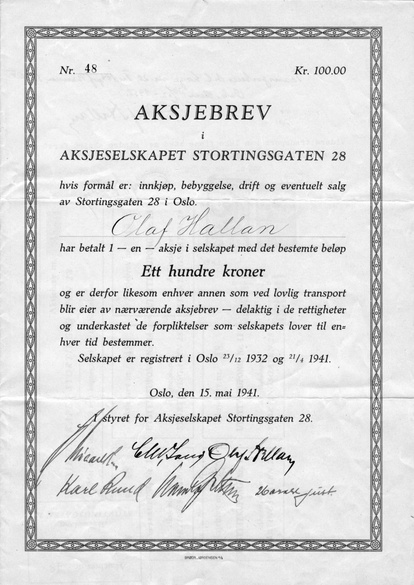 Nr. 48 Kr. 100.00
AKSJEBREV
i
AKSJESELSKAPET STORTINGSGATEN 28
hvis formål er: innkjøp, bebyggelse, drift og eventuelt salg
av Stortingsgaten 28 i Oslo.
Olaf Hallan
har betalt 1 — en — aksje i selskapet med det bestemte beløp
Ett hundre kroner
og er derfor likesom enhver annen som ved lovlig transport
blir eier av nærværende aksjebrev — delaktig i de rettigheter
og underkastet de forpliktelser som selskapets lover til en=
hver tid bestemmer.
Selskapet er registrert i Oslo 23/12 1932 og 21/4 1941.
Oslo, den 15. mai 1941.
I styret for Aksjeselskapet Stortingsgaten 28.
Karl Ruud